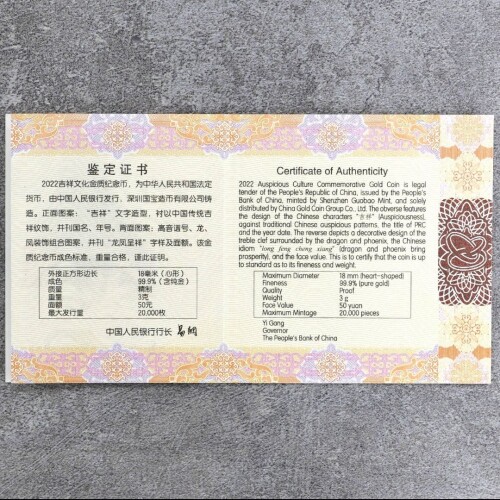 鉴定证书
2022吉祥文化金质纪念币，为中华人民共和国法定
货币，由中国人民银行发行，深圳国宝造币有限公司铸
造。正面图案：“吉祥”文字造型，衬以中国传统吉
祥纹饰，并刊国名、年号。背面图案：高音谱号、龙、
凤装饰组合图案，并刊“龙凤呈祥”字样及面额。该金
质纪念币成色标准、重量合格，谨此证明。
外接正方形边长 18毫米（心形）
成色 99.9%（含纯金）
质量 精制
重量 3克
面额 50元
最大发行量 20,000枚
中国人民银行行长
Certificate of Authenticity
2022 Auspicious Culture Commemorative Gold Coin is legal
tender of the People's Republic of China, issued by the People's
Bank of China, minted by Shenzhen Guobao Mint, and solely
distributed by China Gold Coin Group Co., Ltd. The obverse features
the design of the Chinese characters "吉祥" (Auspiciousness),
against traditional Chinese auspicious patterns, the title of PRC
and the year date. The reverse depicts a decorative design of the
treble clef surrounded by the dragon and phoenix, the Chinese
idiom "long feng cheng xiang" (dragon and phoenix bring
prosperity), and the face value. This is to certify that the coin is up
to standard as to its fineness and weight.
Maximum Diameter 18 mm (heart-shaped)
Fineness 99.9% (pure gold)
Quality Proof
Weight 3 g
Face Value 50 yuan
Maximum Mintage 20,000 pieces
Yi Gang
Governor
The People's Bank of China